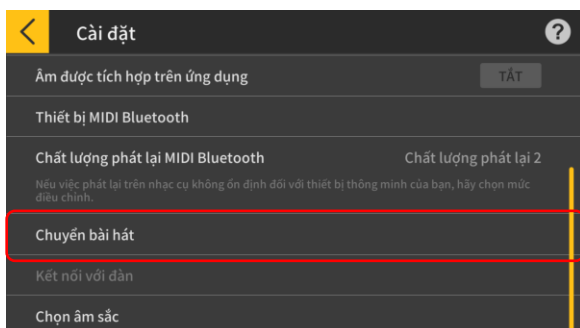 Cài đặt
?
Âm được tích hợp trên ứng dụng TẮT
Thiết bị MIDI Bluetooth
Chất lượng phát lại MIDI Bluetooth Chất lượng phát lại 2
Nếu việc phát lại trên nhạc cụ không ổn định đối với thiết bị thông minh của bạn, hãy chọn mức
điều chỉnh.
Chuyển bài hát
Kết nối với đàn
Chọn âm sắc